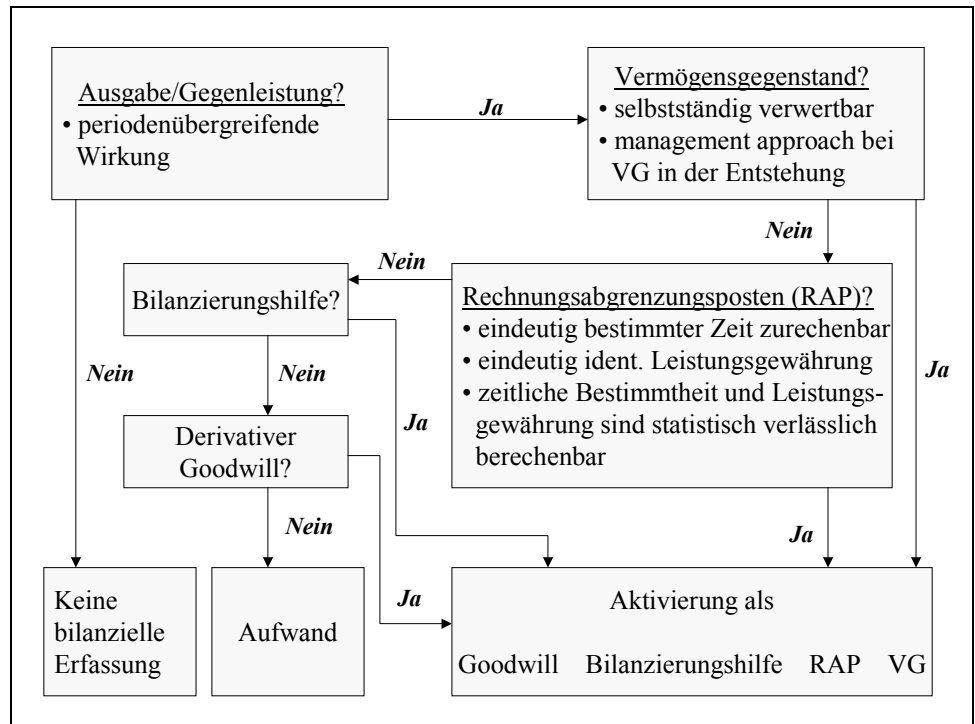 Ausgabe/Gegenleistung?
• periodenübergreifende
Wirkung
Ja
Vermögensgegenstand?
• selbstständig verwertbar
• management approach bei
VG in der Entstehung
Nein
Nein
Bilanzierungshilfe?
Rechnungsabgrenzungsposten (RAP)?
• eindeutig bestimmter Zeit zurechenbar
• eindeutig ident. Leistungsgewährung
• zeitliche Bestimmtheit und Leistungs-
gewährung sind statistisch verlässlich
berechenbar
Nein
Nein
Ja
Ja
Derivativer
Goodwill?
Nein
Ja
Ja
Keine
bilanzielle
Erfassung
Aufwand
Aktivierung als
Goodwill Bilanzierungshilfe RAP VG